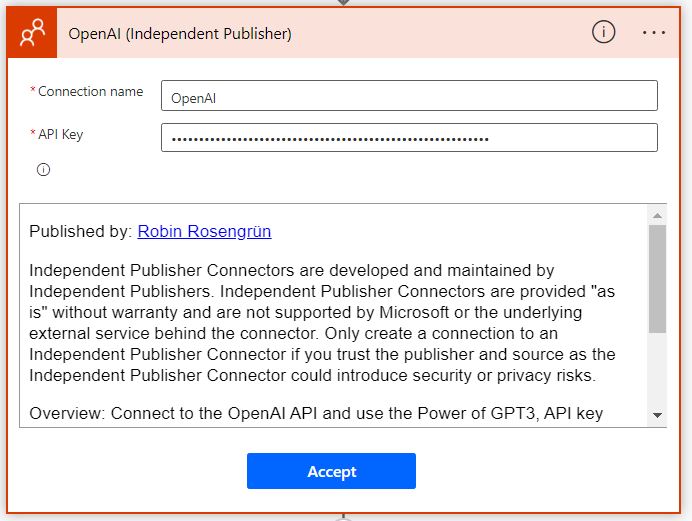 OpenAI (Independent Publisher)
* Connection name
OpenAI
* API Key
••••••••••••••••••••••••••••••••••••••••••••••••••••••••••
Published by: Robin Rosengrün
Independent Publisher Connectors are developed and maintained by
Independent Publishers. Independent Publisher Connectors are provided "as
is" without warranty and are not supported by Microsoft or the underlying
external service behind the connector. Only create a connection to an
Independent Publisher Connector if you trust the publisher and source as the
Independent Publisher Connector could introduce security or privacy risks.
Overview: Connect to the OpenAI API and use the Power of GPT3, API key
Accept